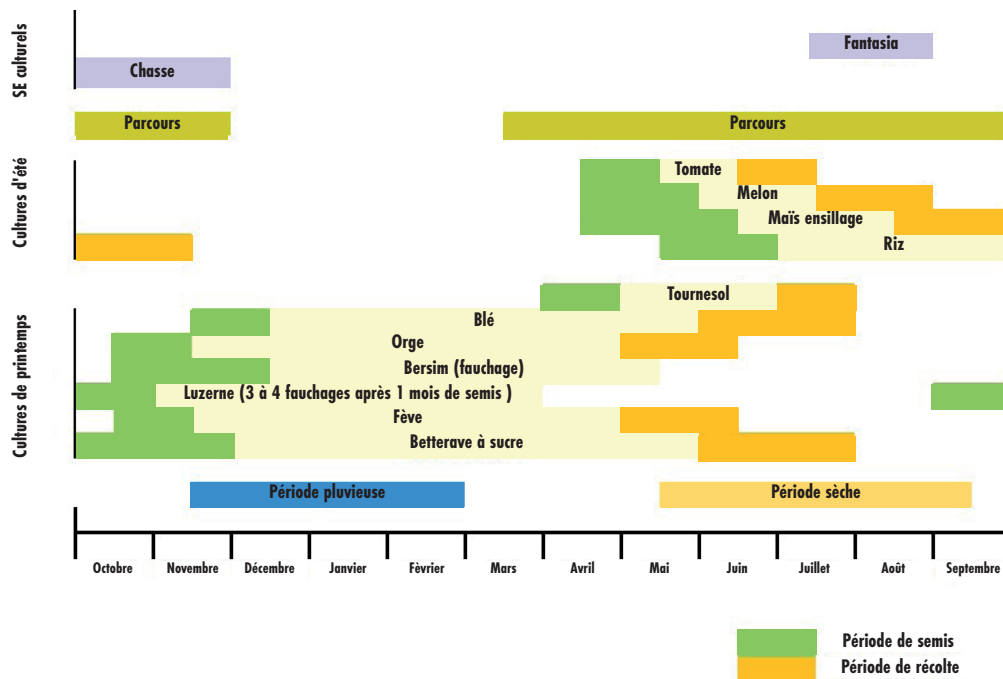 SE culturels
Fantasia
Chasse
Parcours
Parcours
Cultures d'été
Tomate
Melon
Maïs ensillage
Riz
Cultures de printemps
Tournesol
Blé
Orge
Bersim (fauchage)
Luzerne (3 à 4 fauchages après 1 mois de semis )
Fève
Betterave à sucre
Période pluvieuse
Période sèche
Octobre
Novembre
Décembre
Janvier
Fèvrier
Mars
Avril
Mai
Juin
Juillet
Août
Septembre
Période de semis
Période de récolte